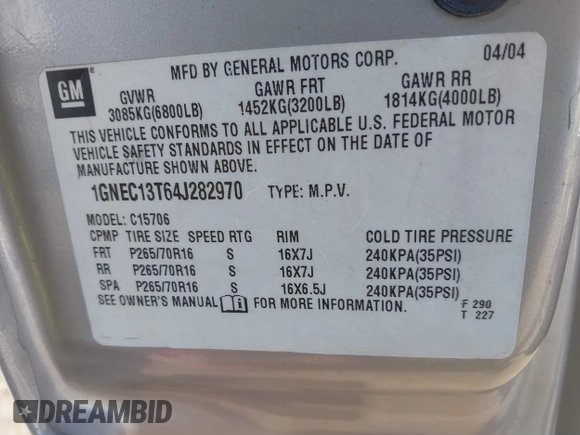 GM
MFD BY GENERAL MOTORS CORP. 04/04
GVWR GAWR FRT GAWR RR
3085KG(6800LB) 1452KG(3200LB) 1814KG(4000LB)
THIS VEHICLE CONFORMS TO ALL APPLICABLE U.S. FEDERAL MOTOR
VEHICLE SAFETY STANDARDS IN EFFECT ON THE DATE OF
MANUFACTURE SHOWN ABOVE.
1GNEC13T64J282970 TYPE: M.P.V.
MODEL: C15706
CPMP TIRE SIZE SPEED RTG RIM COLD TIRE PRESSURE
FRT P265/70R16 S 16X7J 240KPA(35PSI)
RR P265/70R16 S 16X7J 240KPA(35PSI)
SPA P265/70R16 S 16X6.5J 240KPA(35PSI)
SEE OWNER'S MANUAL FOR MORE INFORMATION. F 290
T 227
DREAMBID